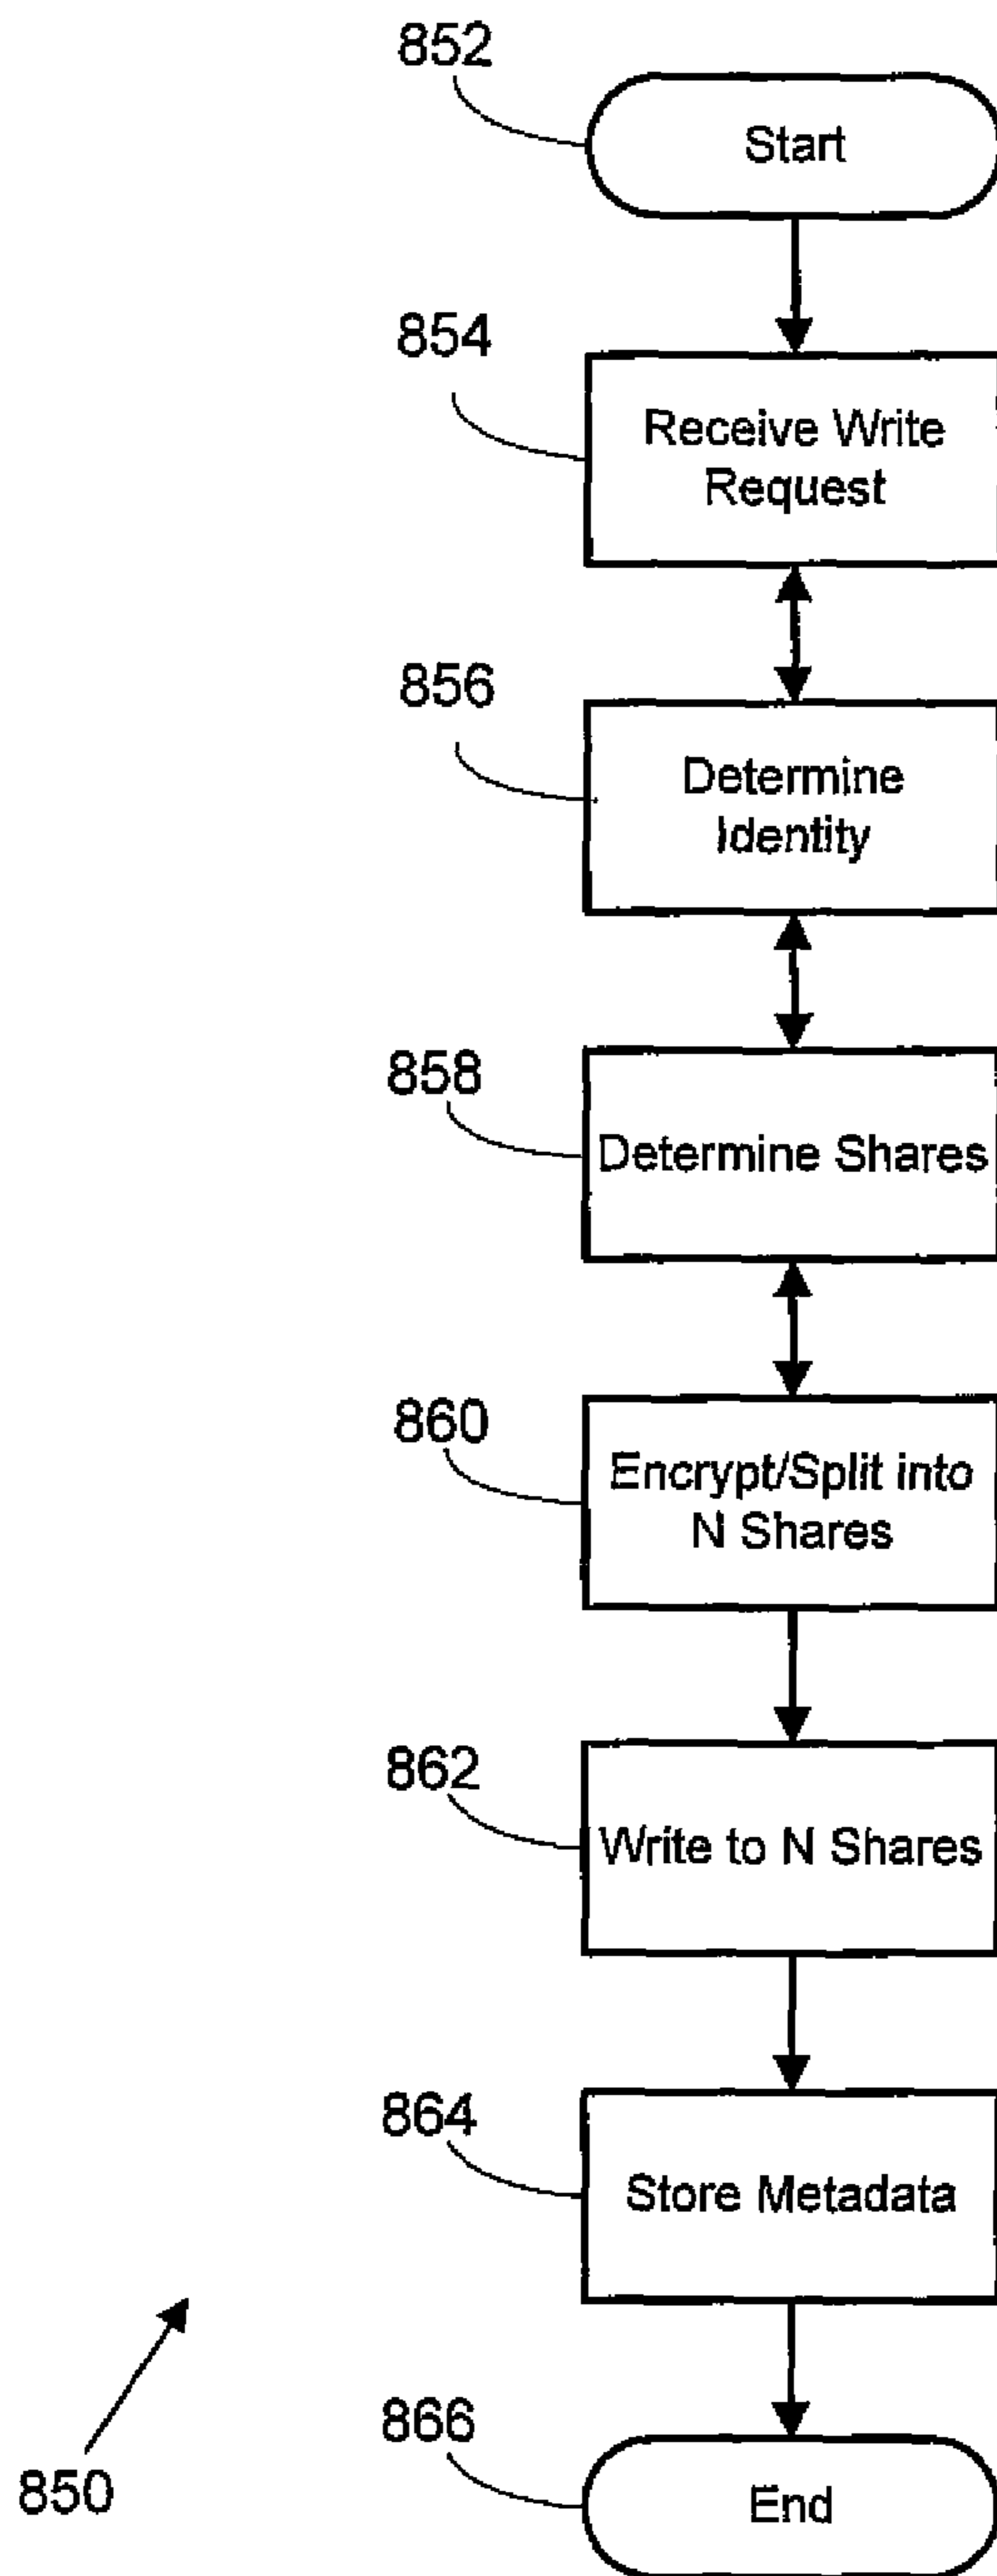 852
Start
854
Receive Write
Request
856
Determine
Identity
858
Determine Shares
860
Encrypt/Split into
N Shares
862
Write to N Shares
864
Store Metadata
866
End
850